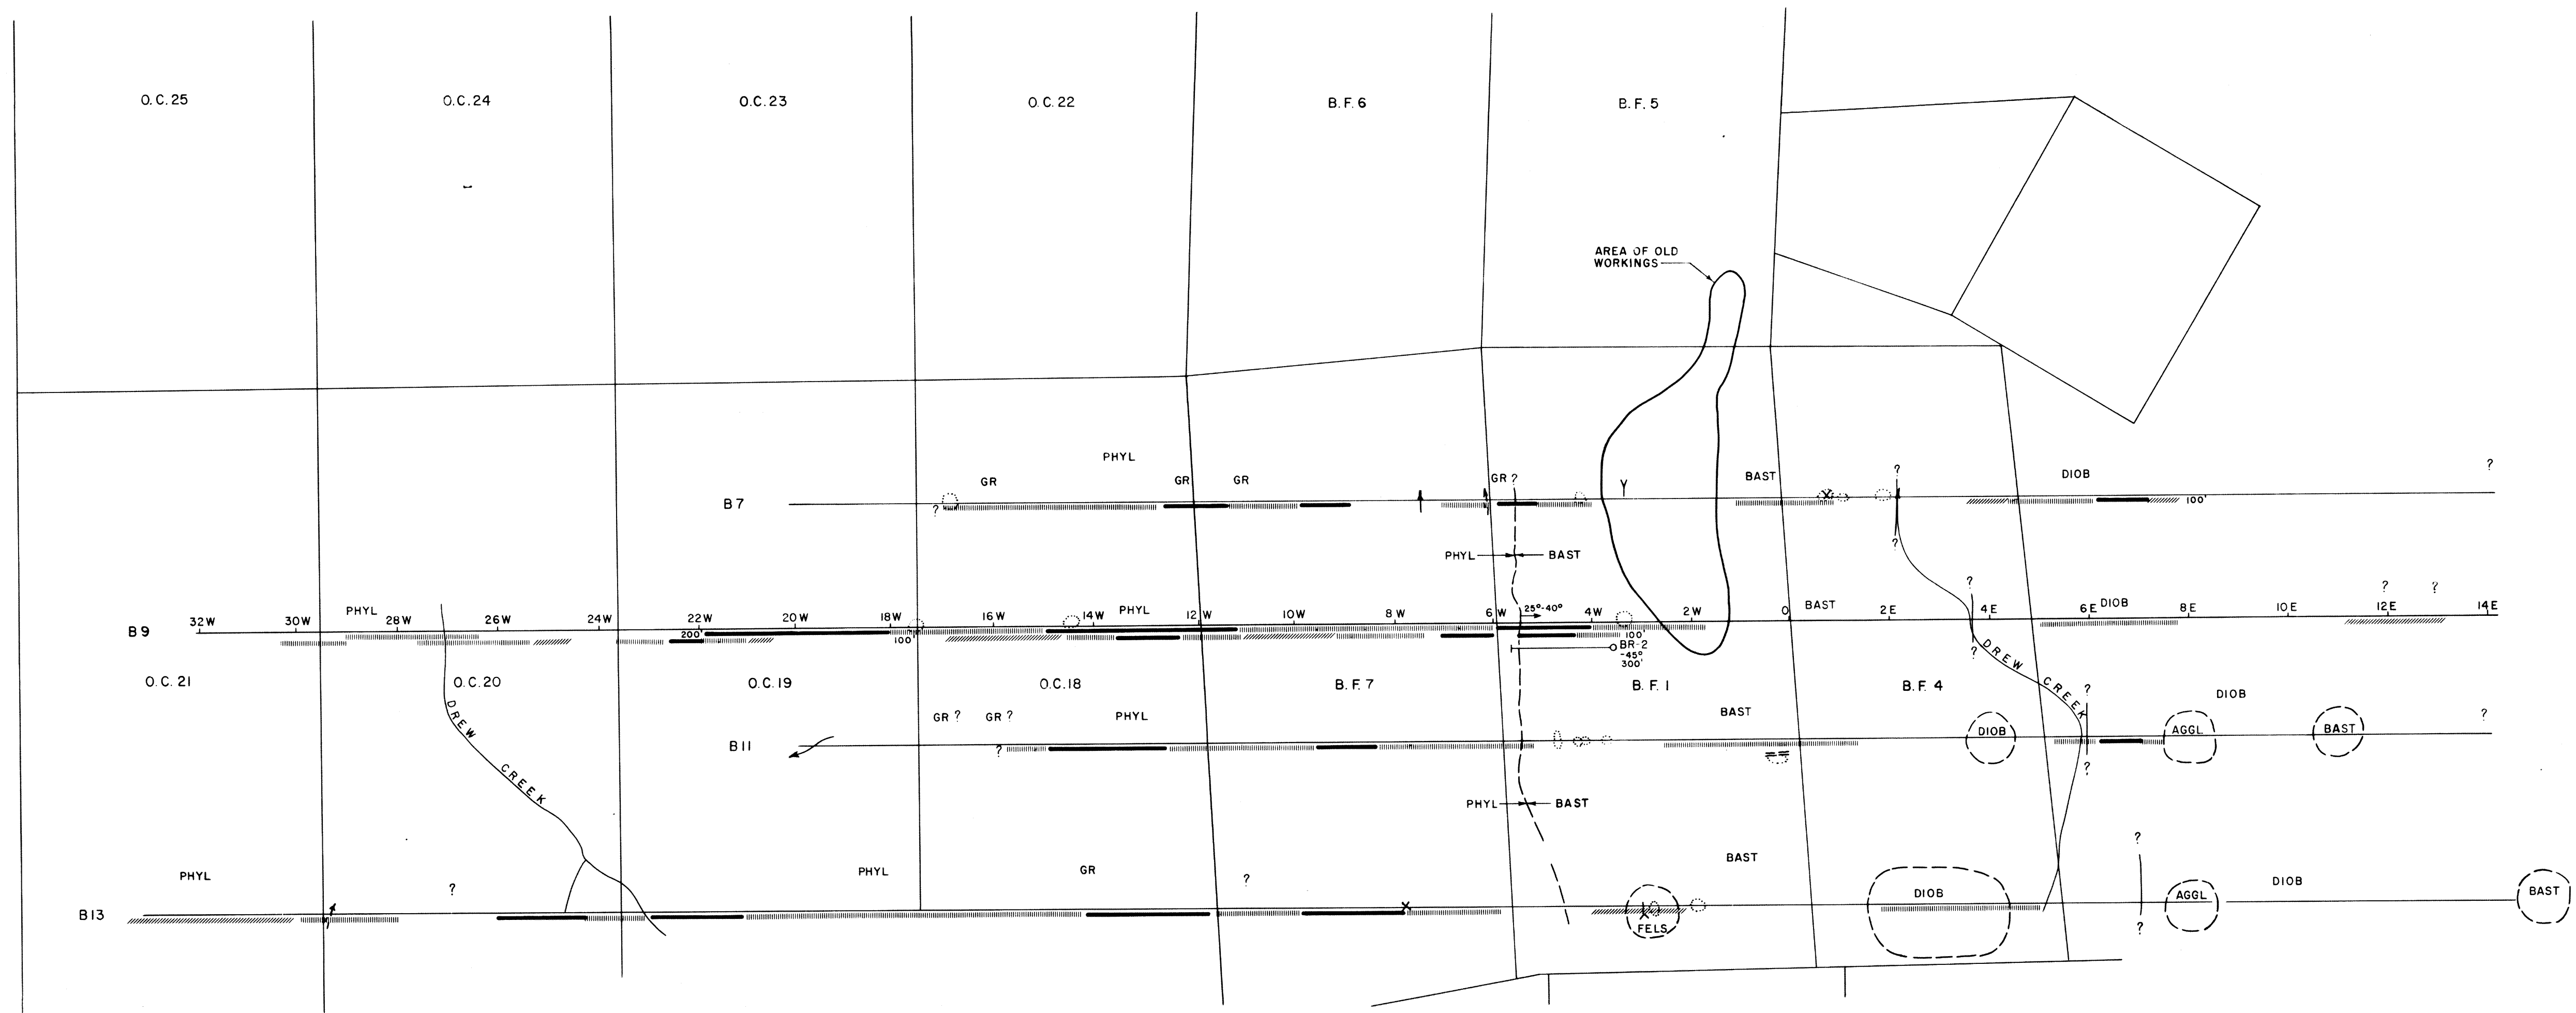 O.C.25 O.C.24 O.C.23 O.C.22 B.F.6 B.F.5
AREA OF OLD
WORKINGS
PHYL
GR GR GR GR ? Y BAST ? DIOB ?
B7 ? 100'
?
PHYL BAST
? ? ?
PHYL PHYL 25°-40° BAST DIOB
B9 32W 30W 28W 26W 24W 22W 20W 18W 16W 14W 12W 10W 8W 6W 4W 2W 0 2E 4E 6E 8E 10E 12E 14E
200' 100' 100'
BR-2
-45°
300'
?
DREW CREEK
O.C.21 O.C.20 O.C.19 O.C.18 B.F.7 B.F.1 B.F.4
DREW CREEK
? DIOB
GR ? GR ? PHYL BAST ?
B11 ? DIOB AGGL BAST
?
PHYL BAST
?
PHYL ? PHYL GR ? BAST DIOB
B13 X X DIOB AGGL BAST
FELS ?